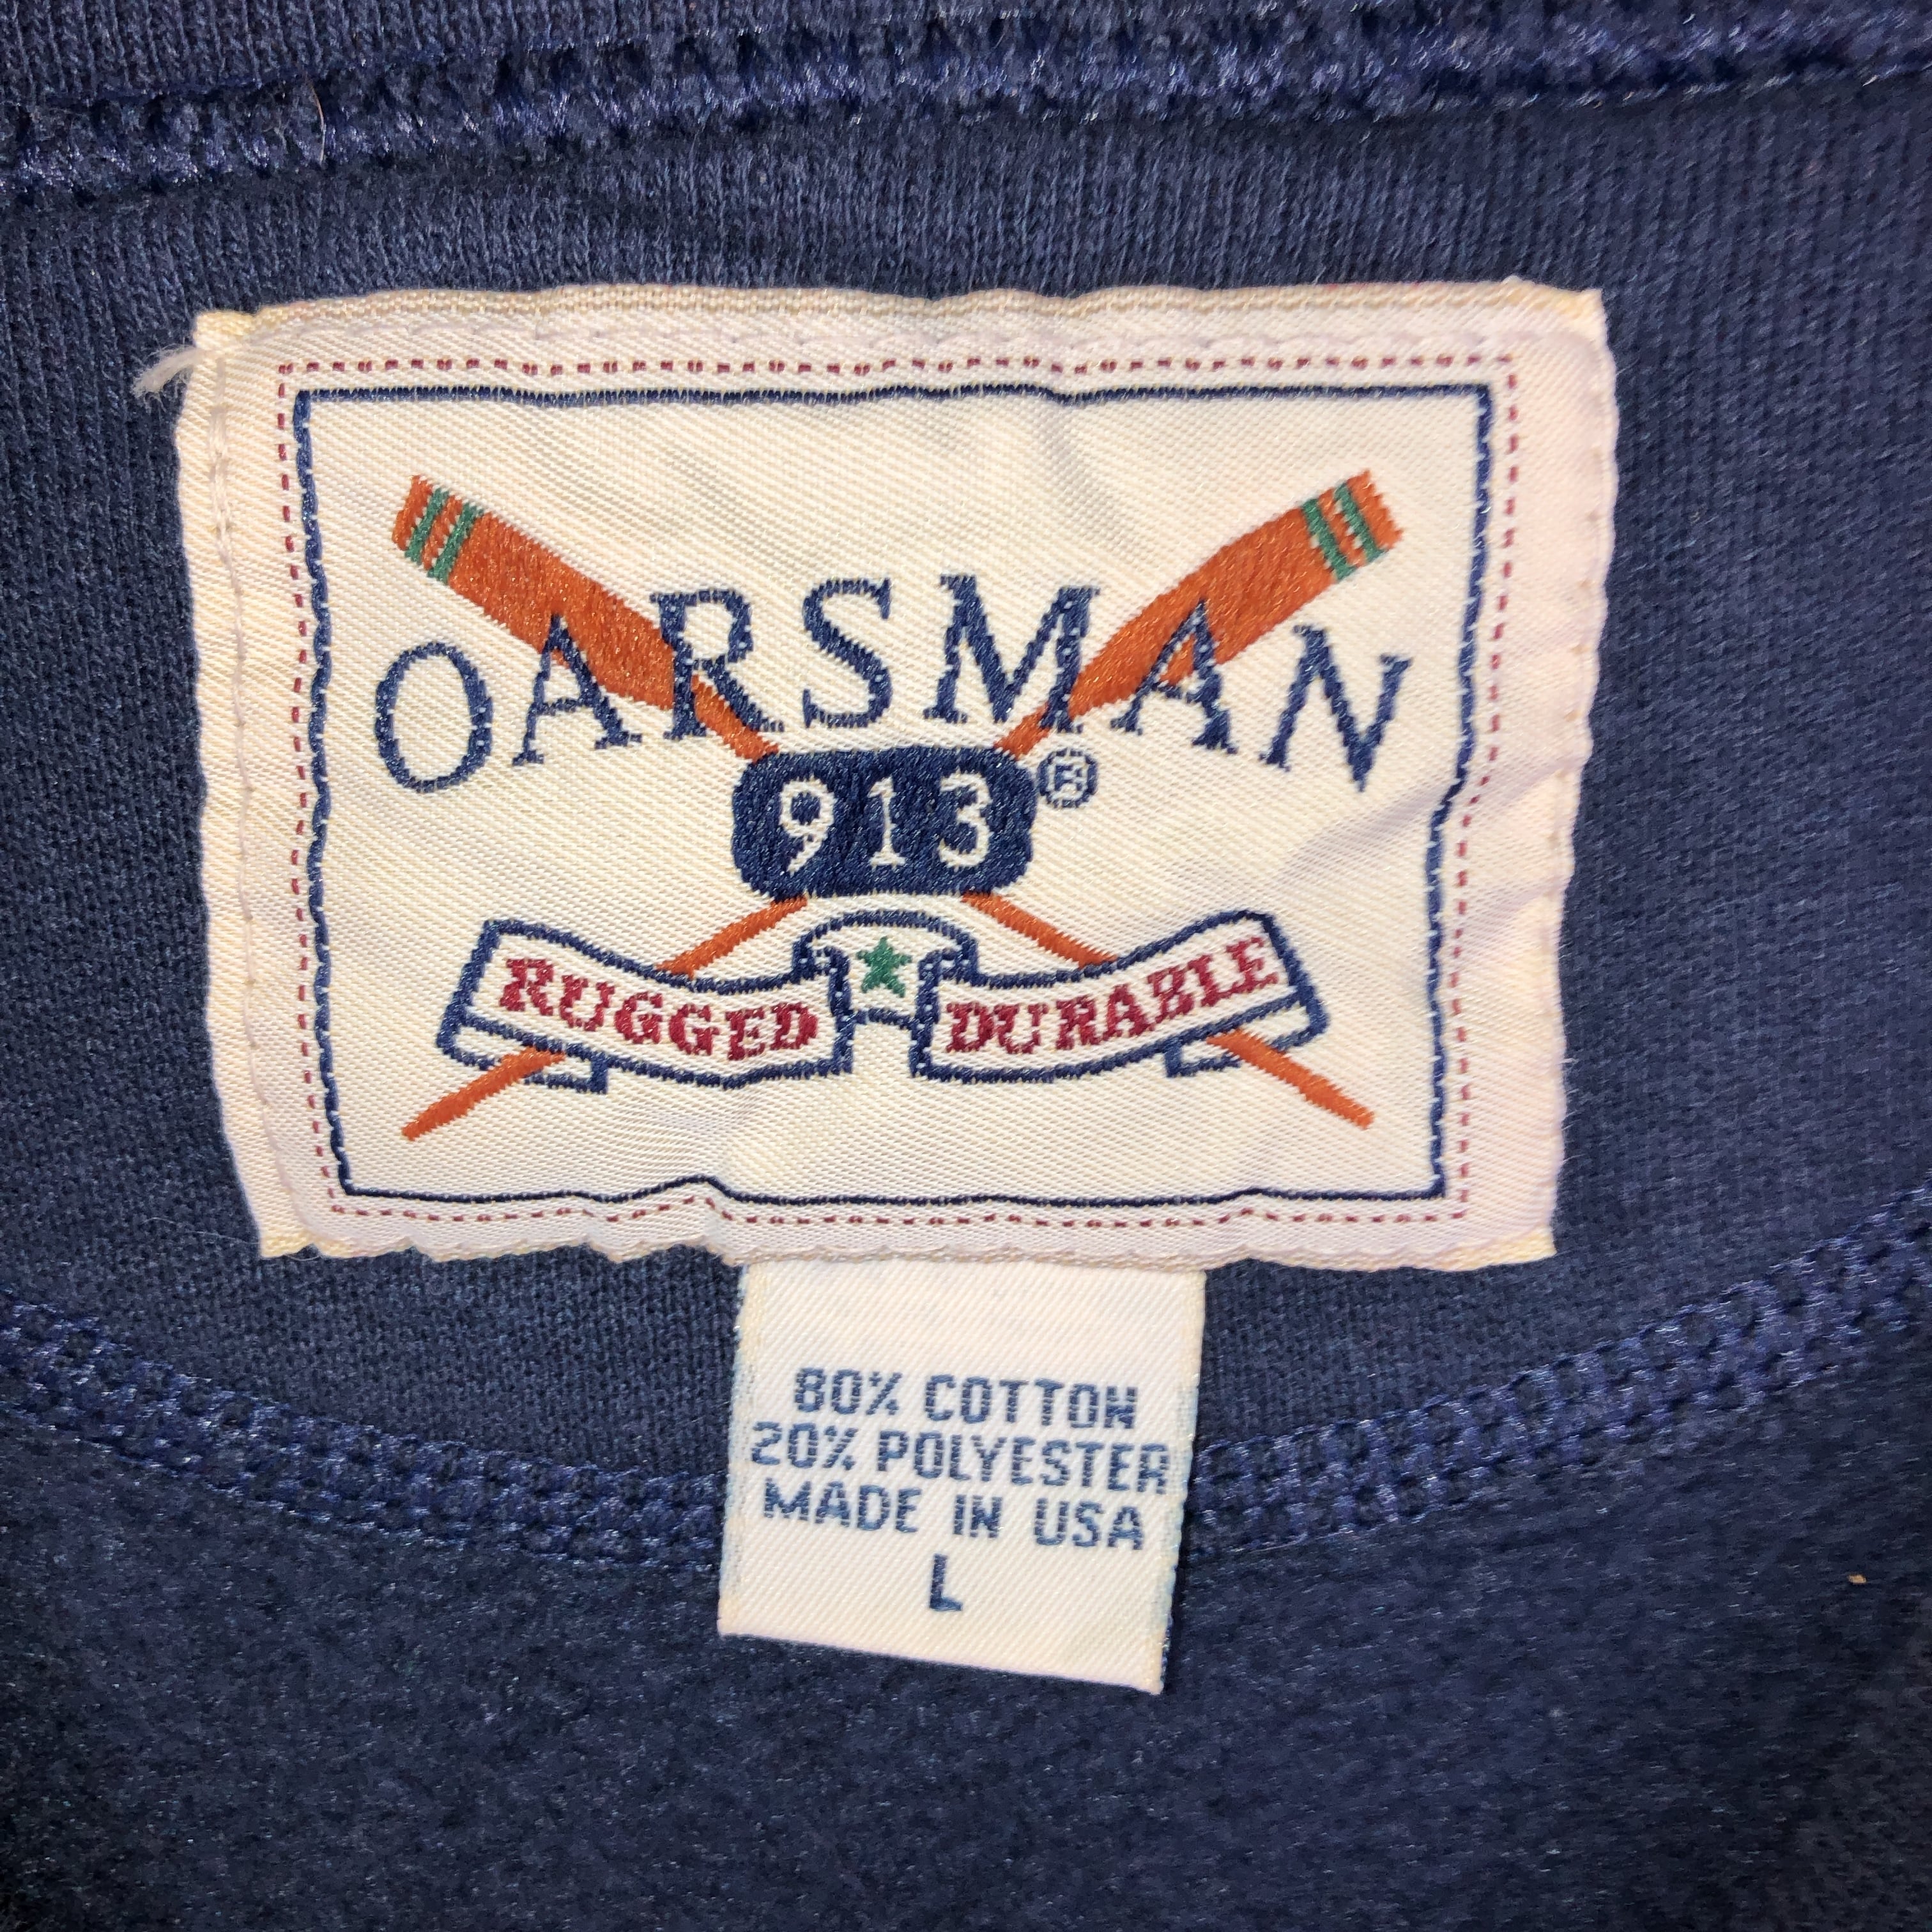 OARSMAN
913®
RUGGED DURABLE
80% COTTON
20% POLYESTER
MADE IN USA
L